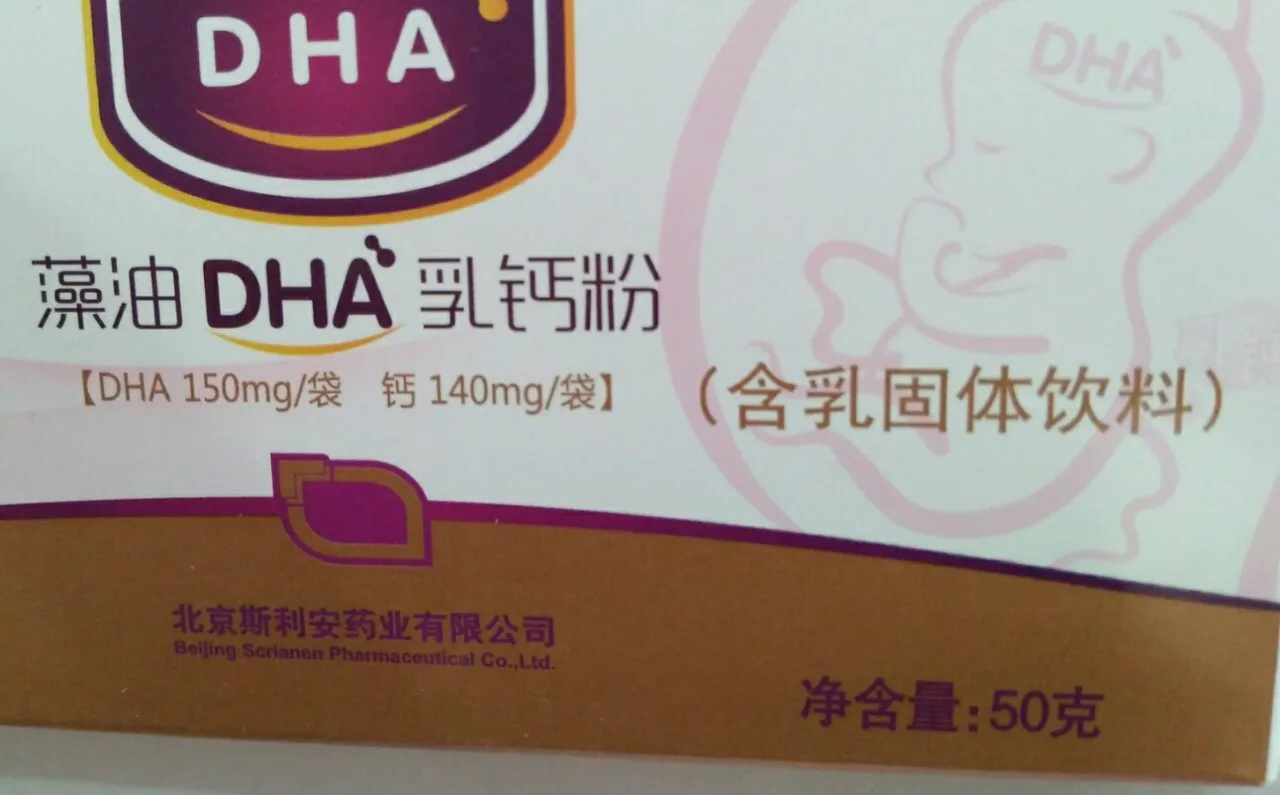 DHA
DHA
藻油DHA乳钙粉
【DHA 150mg/袋 钙 140mg/袋】
（含乳固体饮料）
北京斯利安药业有限公司
Beijing Scrianen Pharmaceutical Co.,Ltd.
净含量:50克